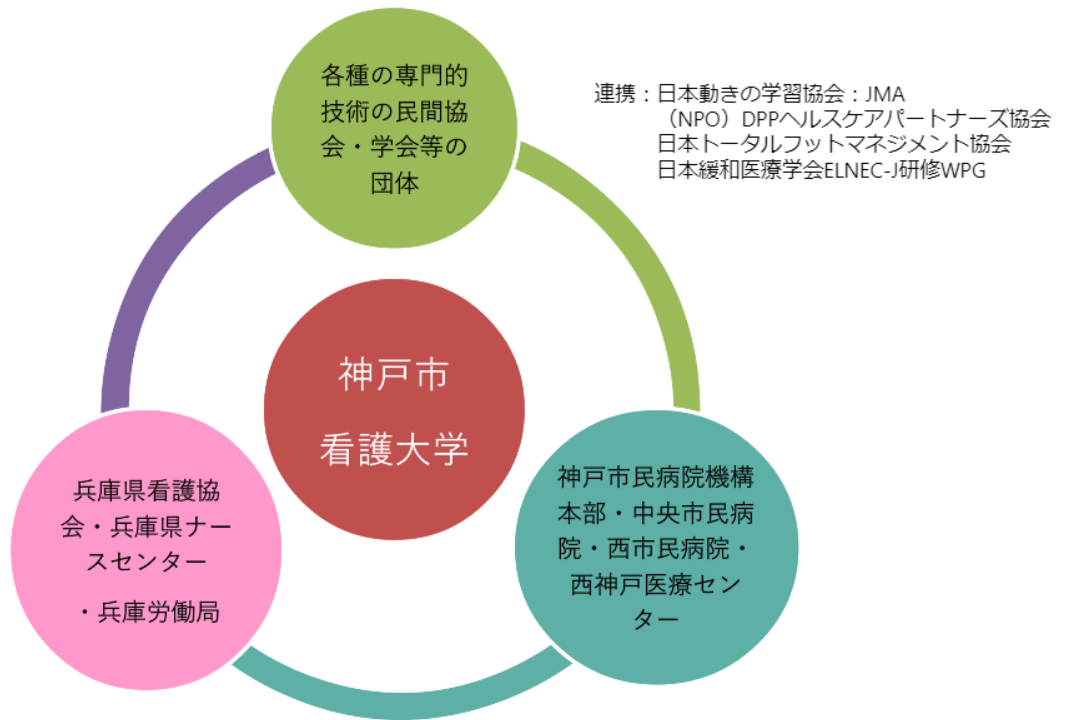 各種の専門的
技術の民間協
会・学会等の
団体
連携：日本動きの学習協会：JMA
（NPO）DPPヘルスケアパートナーズ協会
日本トータルフットマネジメント協会
日本緩和医療学会ELNEC-J研修WPG
神戸市
看護大学
兵庫県看護協
会・兵庫県ナー
スセンター
・兵庫労働局
神戸市民病院機構
本部・中央市民病
院・西市民病院・
西神戸医療セン
ター